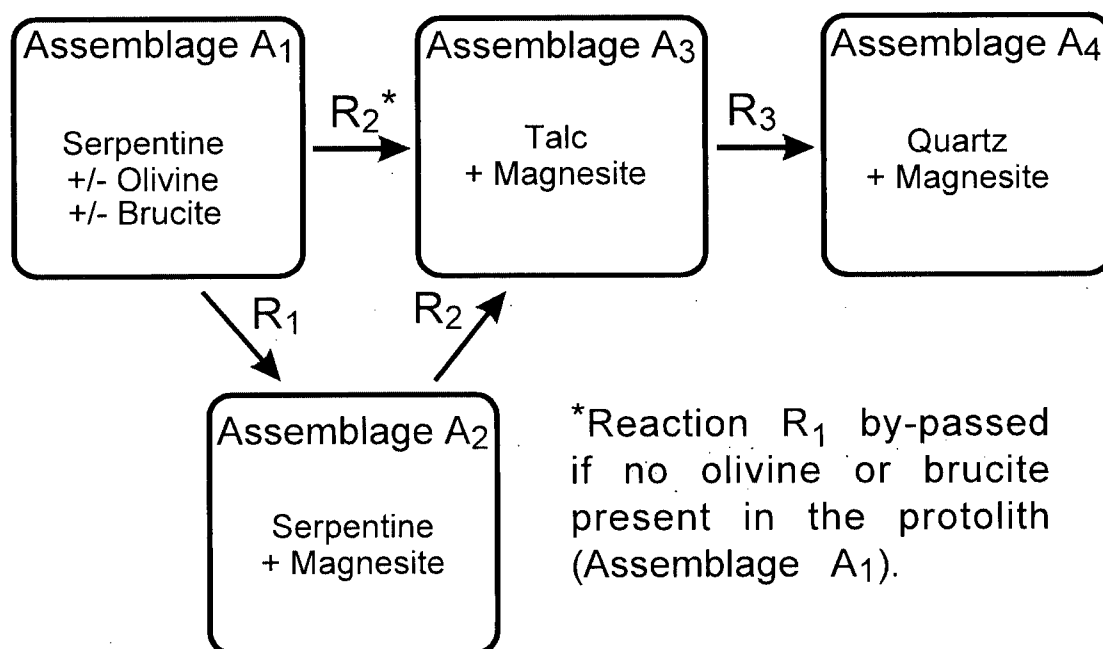 Assemblage A₁
Serpentine
+/- Olivine
+/- Brucite
R₂*
Assemblage A₃
Talc
+ Magnesite
R₃
Assemblage A₄
Quartz
+ Magnesite
R₁
R₂
Assemblage A₂
Serpentine
+ Magnesite
*Reaction R₁ by-passed
if no olivine or brucite
present in the protolith
(Assemblage A₁).